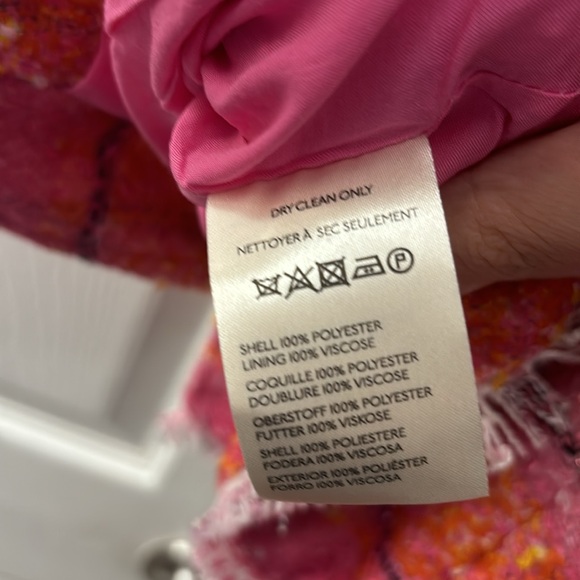 DRY CLEAN ONLY
NETTOYER À SEC SEULEMENT
P
SHELL 100% POLYESTER
LINING 100% VISCOSE
COQUILLE 100% POLYESTER
DOUBLURE 100% VISCOSE
OBERSTOFF 100% POLYESTER
FUTTER 100% VISKOSE
SHELL 100% POLIESTERE
FODERA 100% VISCOSA
EXTERIOR 100% POLIÉSTER
FORRO 100% VISCOSA